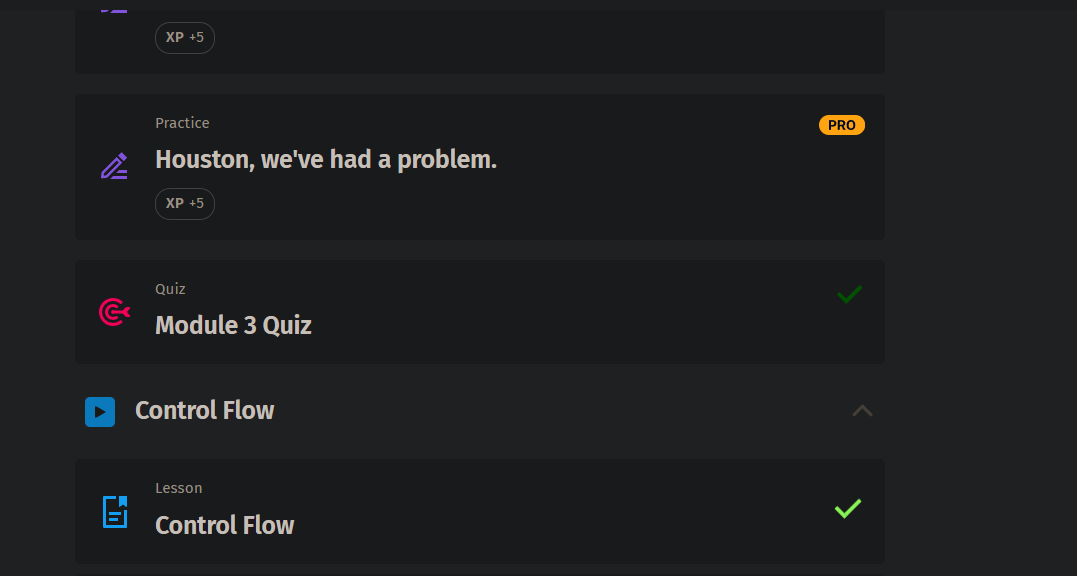 XP +5
Practice
PRO
Houston, we've had a problem.
XP +5
Quiz
Module 3 Quiz
Control Flow
Lesson
Control Flow